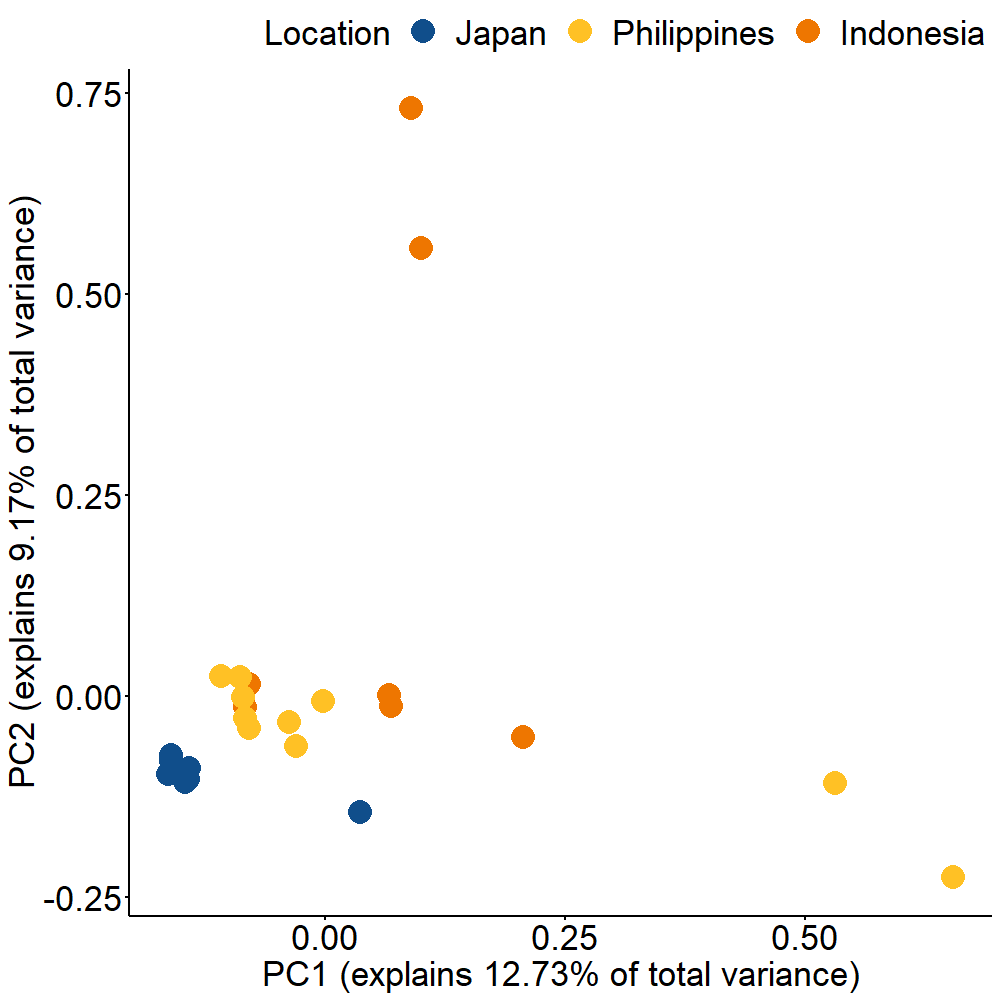 Location Japan Philippines Indonesia
0.75
0.50
0.25
0.00
-0.25
PC2 (explains 9.17% of total variance)
0.00 0.25 0.50
PC1 (explains 12.73% of total variance)